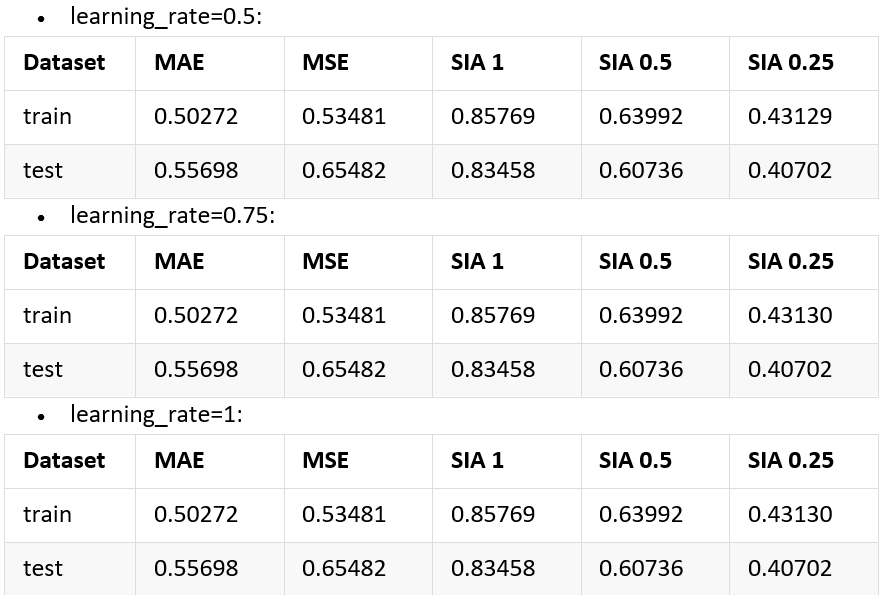 • learning_rate=0.5:
Dataset MAE MSE SIA 1 SIA 0.5 SIA 0.25
train 0.50272 0.53481 0.85769 0.63992 0.43129
test 0.55698 0.65482 0.83458 0.60736 0.40702
• learning_rate=0.75:
Dataset MAE MSE SIA 1 SIA 0.5 SIA 0.25
train 0.50272 0.53481 0.85769 0.63992 0.43130
test 0.55698 0.65482 0.83458 0.60736 0.40702
• learning_rate=1:
Dataset MAE MSE SIA 1 SIA 0.5 SIA 0.25
train 0.50272 0.53481 0.85769 0.63992 0.43130
test 0.55698 0.65482 0.83458 0.60736 0.40702